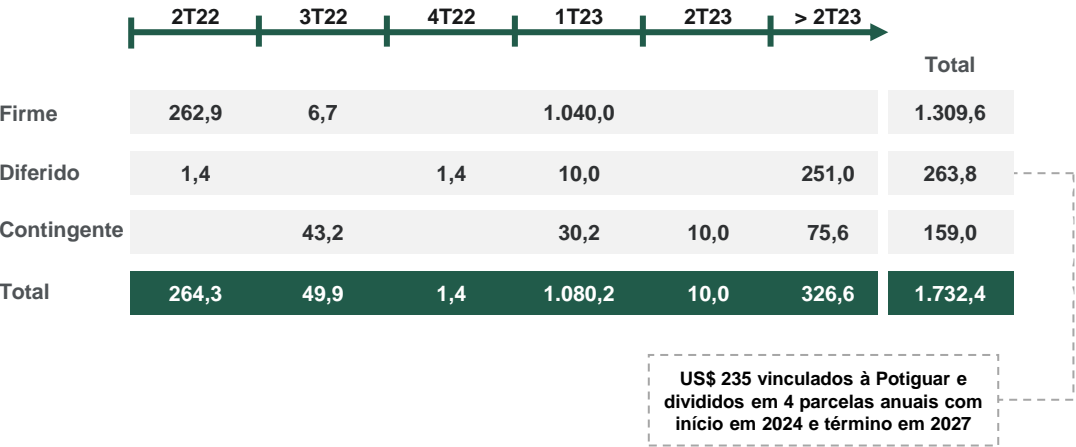 2T22 3T22 4T22 1T23 2T23 > 2T23
Total
Firme 262,9 6,7 1.040,0 1.309,6
Diferido 1,4 1,4 10,0 251,0 263,8
Contingente 43,2 30,2 10,0 75,6 159,0
Total 264,3 49,9 1,4 1.080,2 10,0 326,6 1.732,4
US$ 235 vinculados à Potiguar e
divididos em 4 parcelas anuais com
início em 2024 e término em 2027